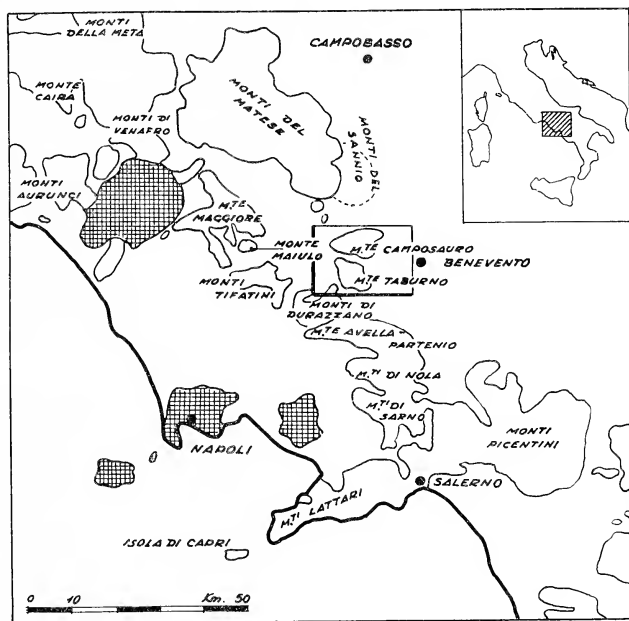 MONTI
DELLA META
CAMPOBASSO
MONTE
CAIRA
MONTI DEL
MATESE
MONTI DI
VENAFRO
MONTI DEL
SANNIO
MONTI
AURUNCI
M.TE
MAGGIORE
MONTE
MAIULO
M.TE CAMPOSAURO
BENEVENTO
M.TE TABURNO
MONTI
TIFATINI
MONTI DI
DURAZZANO
M.TE AVELLA-
PARTENIO
M.TI DI NOLA
M.TI DI
SARNO
MONTI
PICENTINI
NAPOLI
SALERNO
M.TI LATTARI
ISOLA DI CAPRI
0 10 Km. 50